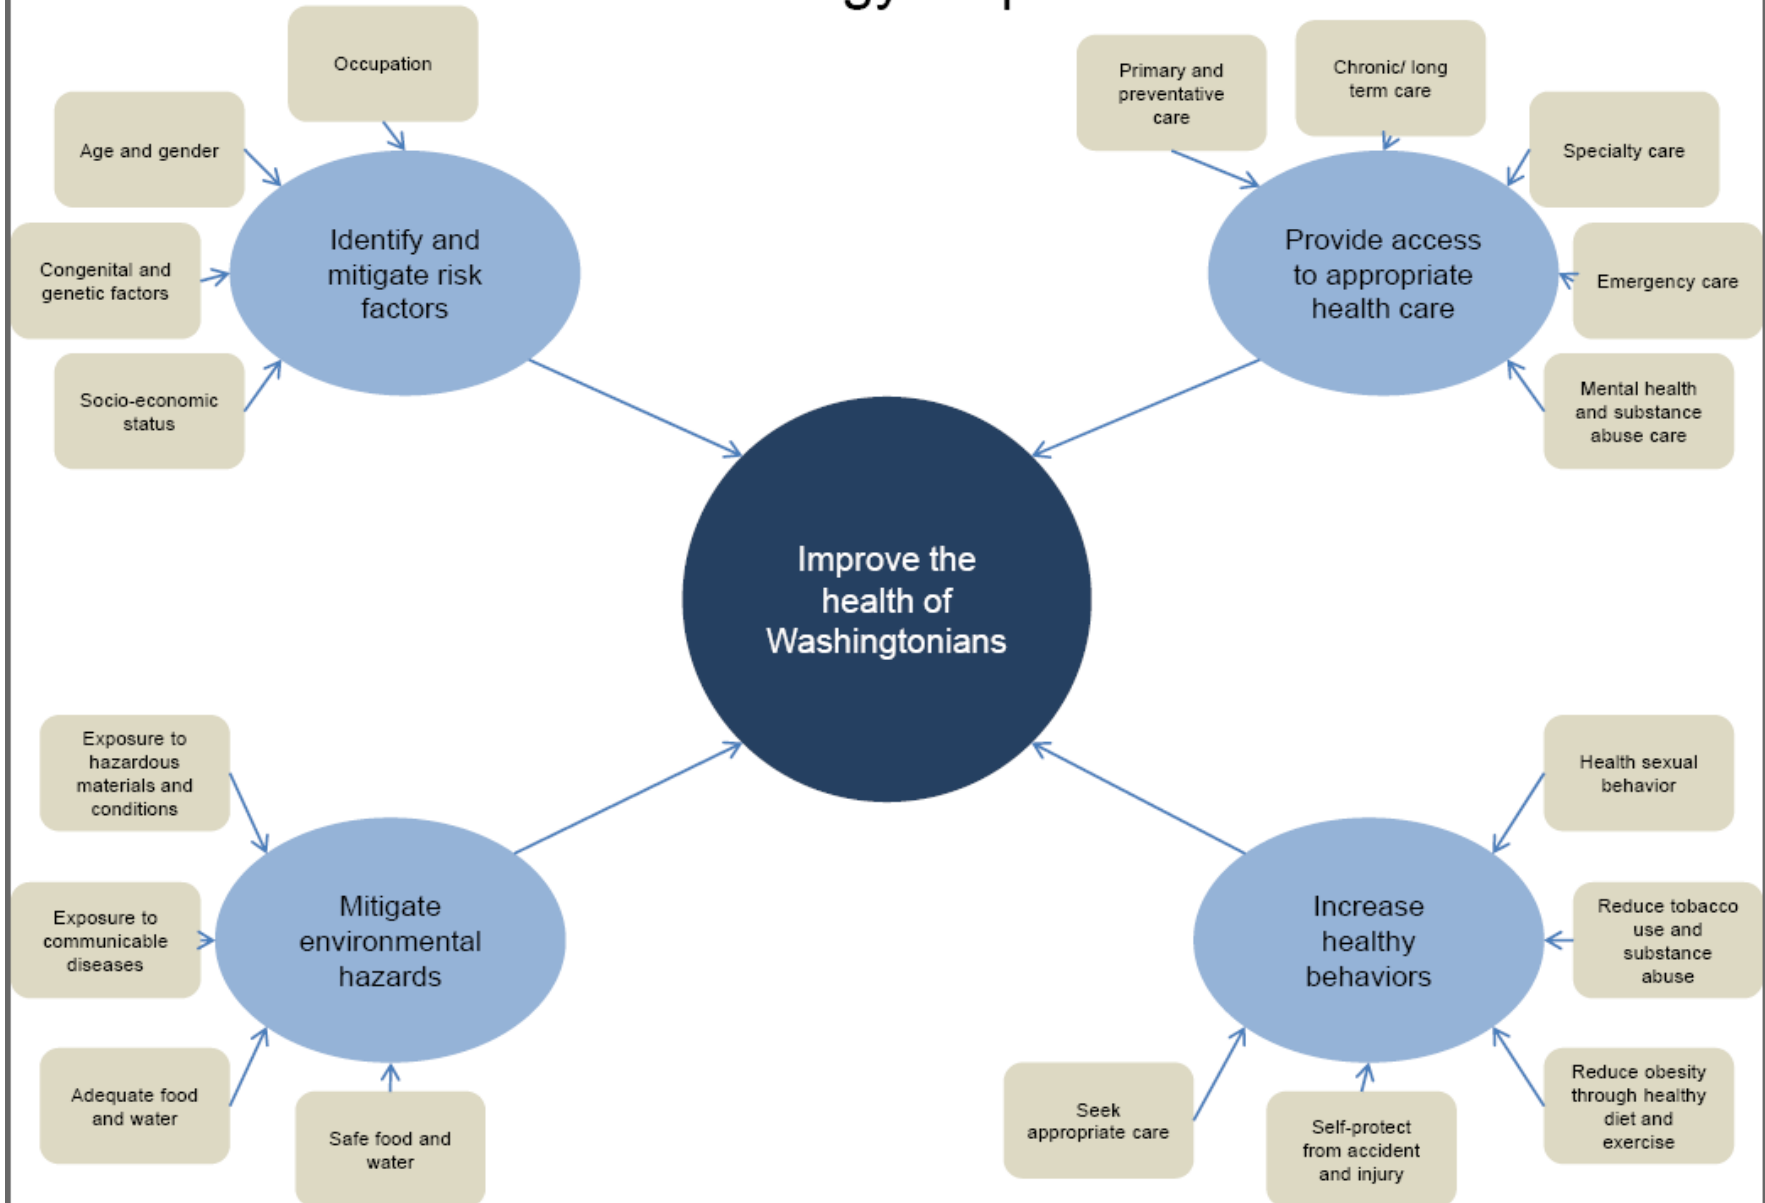 Occupation
Age and gender
Congenital and
genetic factors
Socio-economic
status
Identify and
mitigate risk
factors
Primary and
preventative
care
Chronic/ long
term care
Specialty care
Emergency care
Mental health
and substance
abuse care
Provide access
to appropriate
health care
Improve the
health of
Washingtonians
Exposure to
hazardous
materials and
conditions
Exposure to
communicable
diseases
Adequate food
and water
Safe food and
water
Mitigate
environmental
hazards
Increase
healthy
behaviors
Health sexual
behavior
Reduce tobacco
use and
substance
abuse
Reduce obesity
through healthy
diet and
exercise
Self-protect
from accident
and injury
Seek
appropriate care